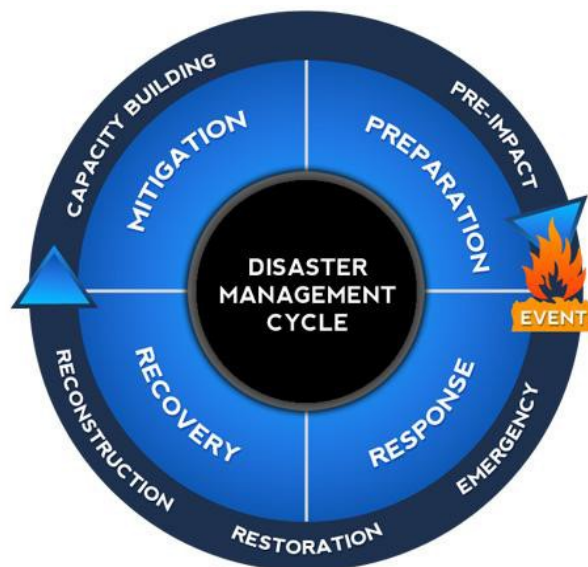 CAPACITY BUILDING
PRE-IMPACT
MITIGATION
PREPARATION
DISASTER
MANAGEMENT
CYCLE
EVENT
RECOVERY
RESPONSE
RECONSTRUCTION
EMERGENCY
RESTORATION